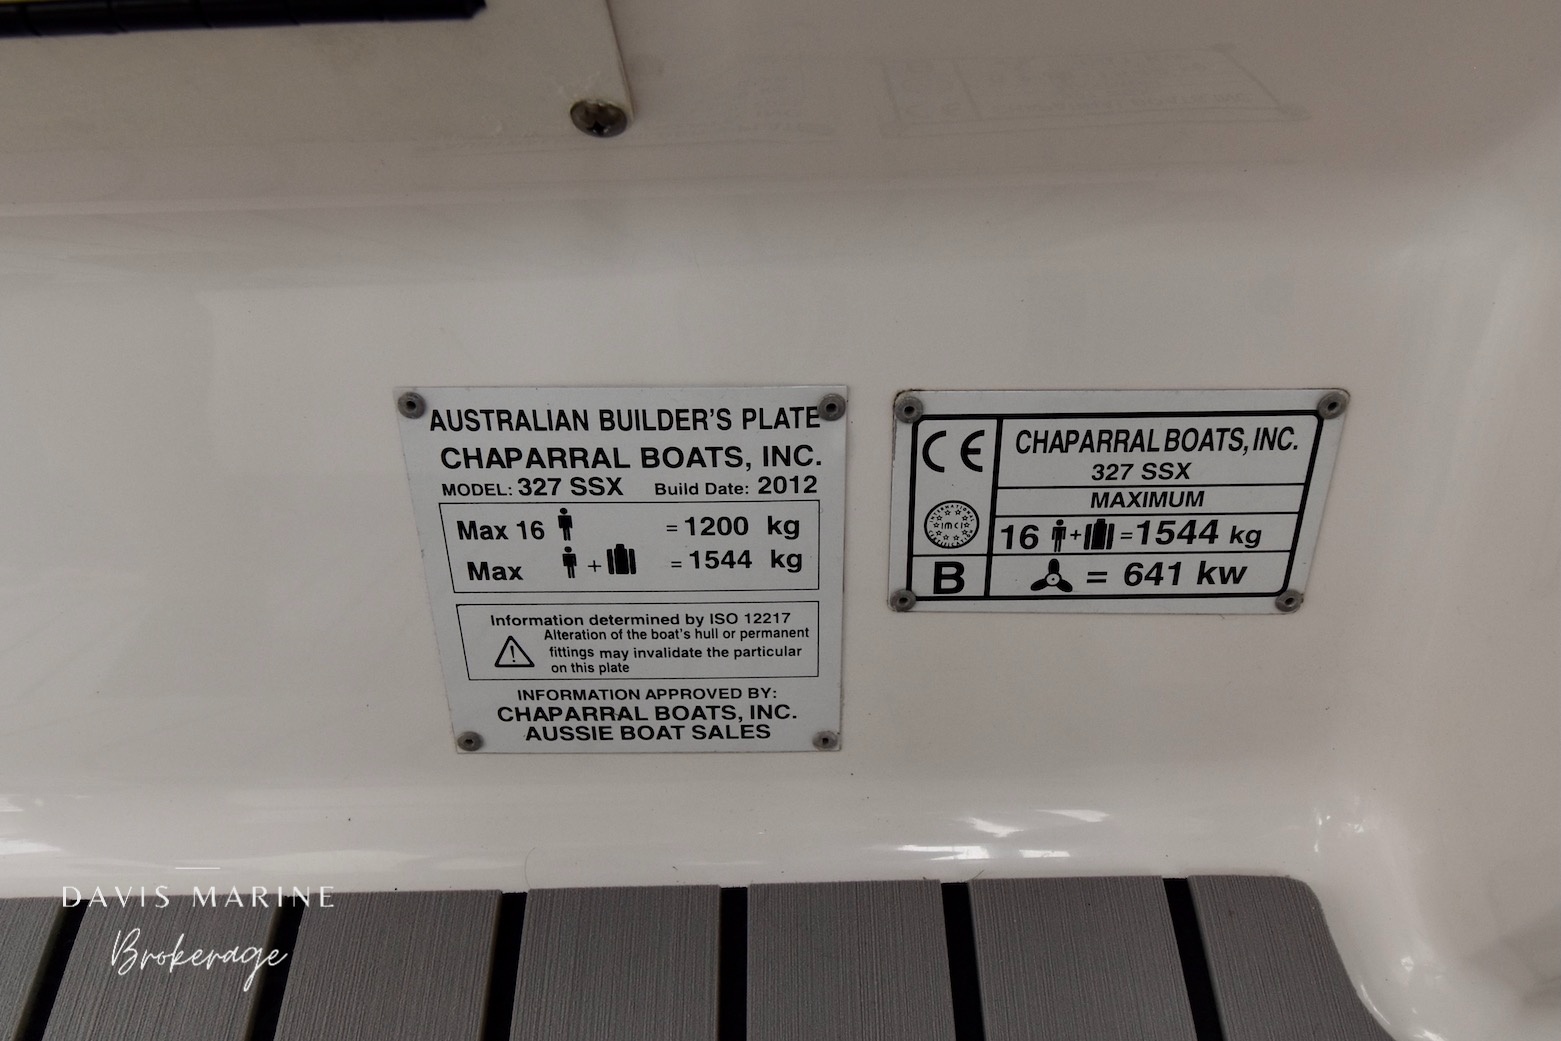 AUSTRALIAN BUILDER'S PLATE
CHAPARRAL BOATS, INC.
MODEL: 327 SSX Build Date: 2012
Max 16 = 1200 kg
Max + = 1544 kg
Information determined by ISO 12217
Alteration of the boat's hull or permanent
fittings may invalidate the particular
on this plate
INFORMATION APPROVED BY:
CHAPARRAL BOATS, INC.
AUSSIE BOAT SALES
CE
CHAPARRAL BOATS, INC.
327 SSX
MAXIMUM
INTERNATIONAL
IMCI
CERTIFICATION
16 + = 1544 kg
B
= 641 kw
DAVIS MARINE
Brokerage